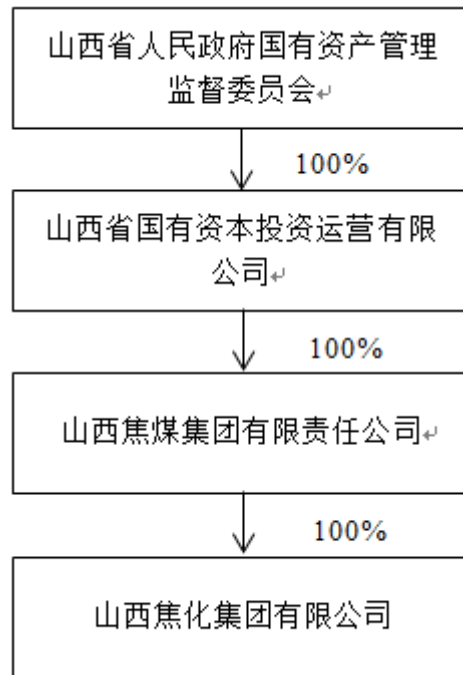 山西省人民政府国有资产管理
监督委员会↵
100%
山西省国有资本投资运营有限
公司↵
100%
山西焦煤集团有限责任公司↵
100%
山西焦化集团有限公司